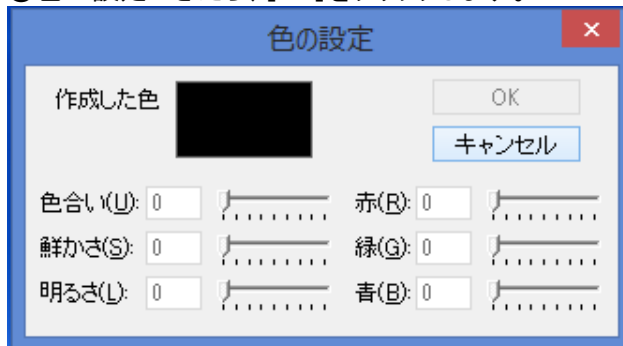 色の設定
作成した色
OK
キャンセル
色合い(U): 0
赤(R): 0
鮮かさ(S): 0
緑(G): 0
明るさ(L): 0
青(B): 0